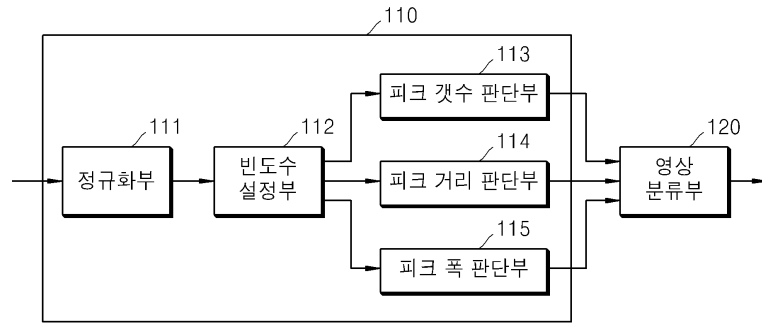 110
113
피크 갯수 판단부
111
정규화부
112
빈도수
설정부
114
피크 거리 판단부
120
영상
분류부
115
피크 폭 판단부